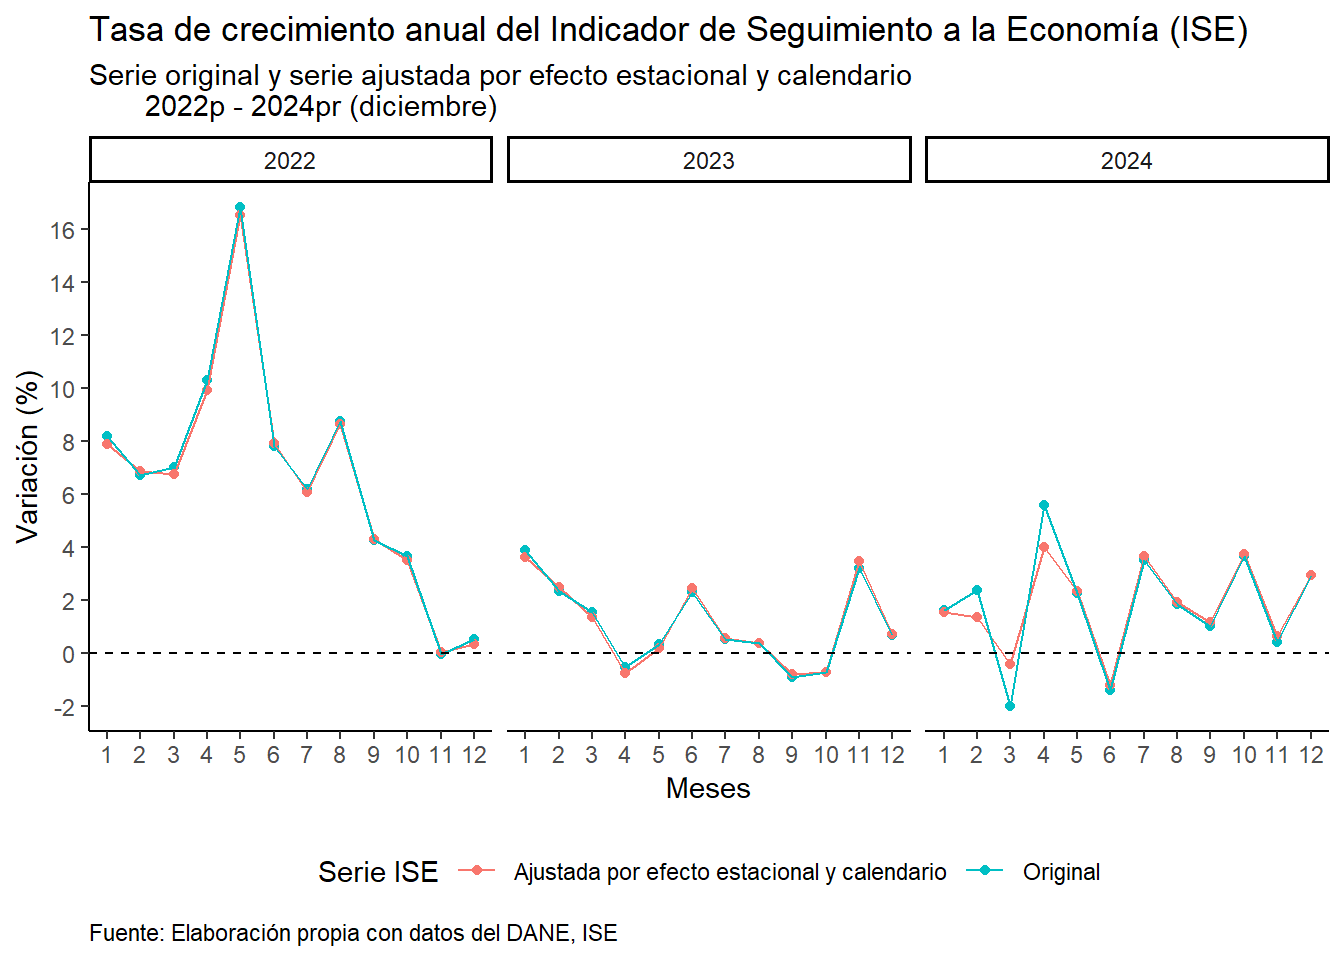 Tasa de crecimiento anual del Indicador de Seguimiento a la Economía (ISE)
Serie original y serie ajustada por efecto estacional y calendario
2022p - 2024pr (diciembre)
2022 2023 2024
Variación (%)
16
14
12
10
8
6
4
2
0
-2
1 2 3 4 5 6 7 8 9 10 11 12 1 2 3 4 5 6 7 8 9 10 11 12 1 2 3 4 5 6 7 8 9 10 11 12
Meses
Serie ISE Ajustada por efecto estacional y calendario Original
Fuente: Elaboración propia con datos del DANE, ISE